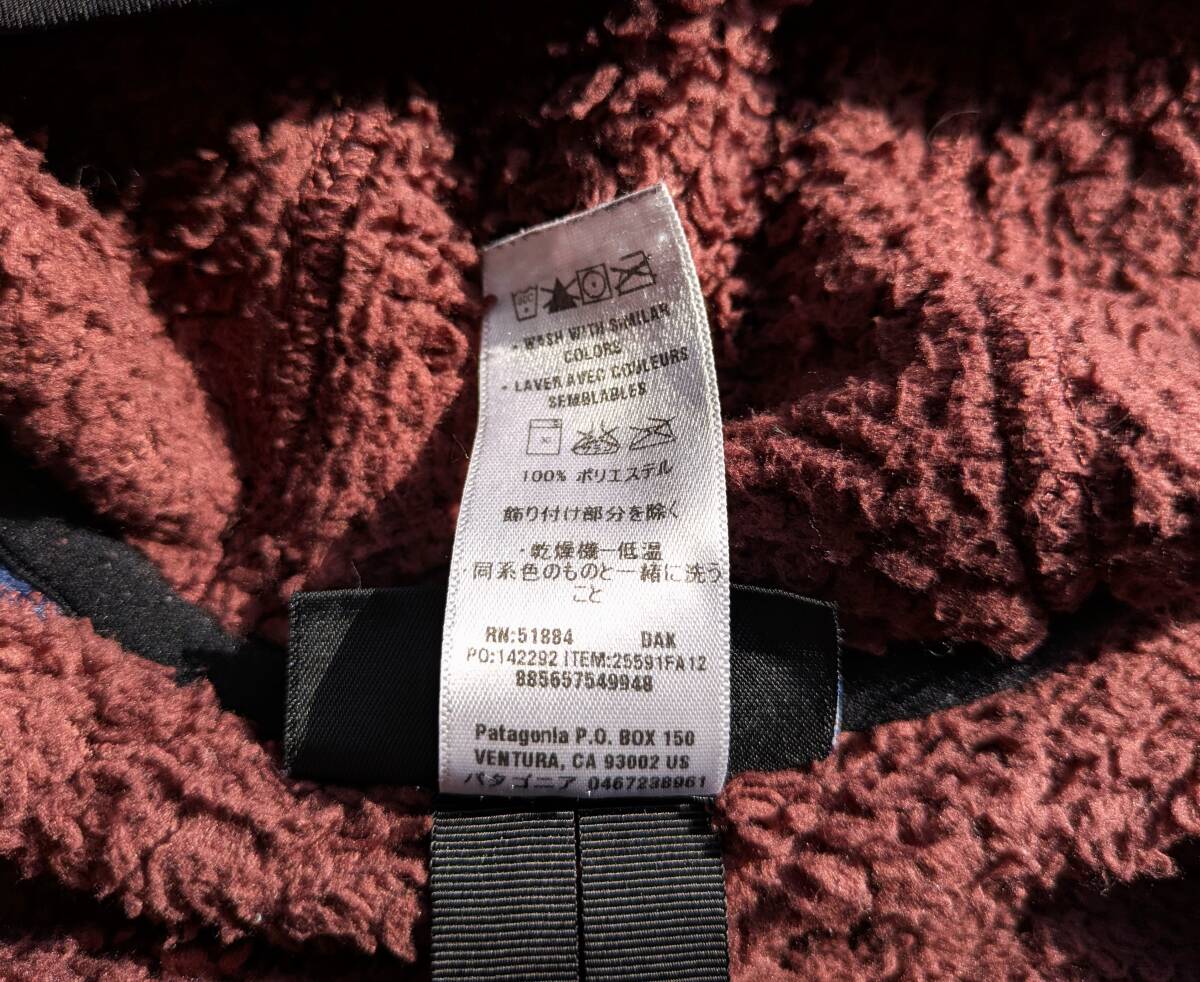 • WASH WITH SIMILAR
COLORS
• LAVER AVEC COULEURS
SEMBLABLES
100% ポリエステル
飾り付け部分を除く
・乾燥機ー低温
・同系色のものと一緒に洗う
こと
RN:51884 DAK
PO:142292 ITEM:25591FA12
885657549948
Patagonia P.O. BOX 150
VENTURA, CA 93002 US
パタゴニア 0467238961